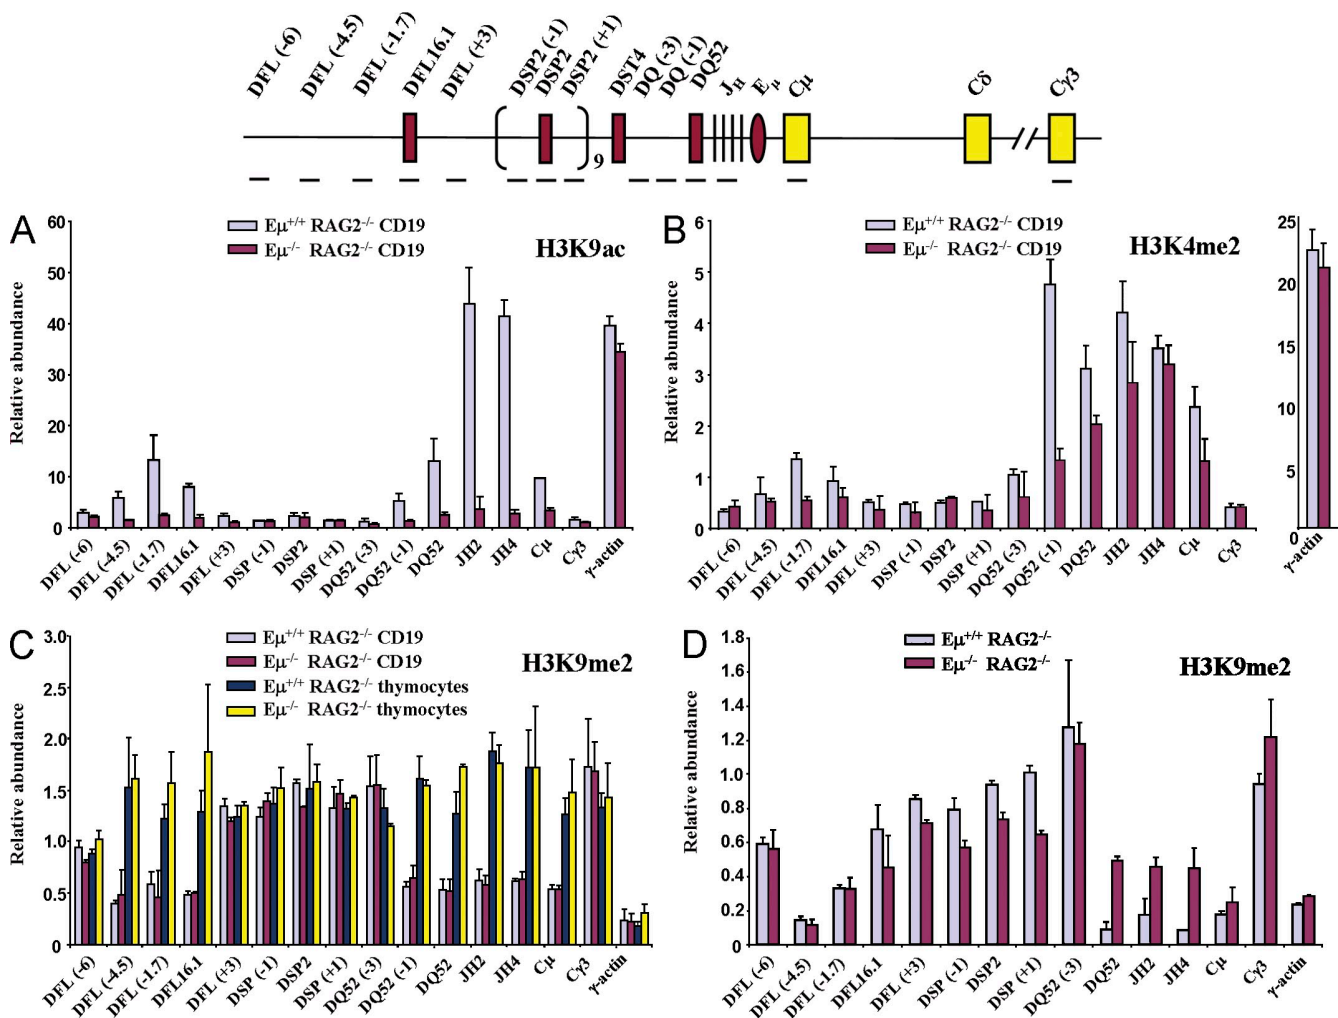 DFL (-6) DFL (-4.5) DFL (-1.7) DFL16.1 DFL (+3) DSP2 (-1) DSP2 DSP2 (+1) DST4 DQ (-3) DQ (-1) DQ52 JH Eμ Cμ Cδ Cγ3
9
A
Eμ+/+ RAG2-/- CD19
Eμ-/- RAG2-/- CD19
H3K9ac
Relative abundance
60
50
40
30
20
10
0
DFL (-6) DFL (-4.5) DFL (-1.7) DFL16.1 DFL (+3) DSP (-1) DSP2 DSP (+1) DQ52 (-3) DQ52 (-1) DQ52 JH2 JH4 Cμ Cγ3 γ-actin
B
Eμ+/+ RAG2-/- CD19
Eμ-/- RAG2-/- CD19
H3K4me2
Relative abundance
6
5
4
3
2
1
0
25
20
15
10
5
0
DFL (-6) DFL (-4.5) DFL (-1.7) DFL16.1 DFL (+3) DSP (-1) DSP2 DSP (+1) DQ52 (-3) DQ52 (-1) DQ52 JH2 JH4 Cμ Cγ3 γ-actin
C
Eμ+/+ RAG2-/- CD19
Eμ-/- RAG2-/- CD19
Eμ+/+ RAG2-/- thymocytes
Eμ-/- RAG2-/- thymocytes
H3K9me2
Relative abundance
3.0
2.5
2.0
1.5
1.0
0.5
0
DFL (-6) DFL (-4.5) DFL (-1.7) DFL16.1 DFL (+3) DSP (-1) DSP2 DSP (+1) DQ52 (-3) DQ52 (-1) DQ52 JH2 JH4 Cμ Cγ3 γ-actin
D
Eμ+/+ RAG2-/-
Eμ-/- RAG2-/-
H3K9me2
Relative abundance
1.8
1.6
1.4
1.2
1.0
0.8
0.6
0.4
0.2
0
DFL (-6) DFL (-4.5) DFL (-1.7) DFL16.1 DFL (+3) DSP (-1) DSP2 DSP (+1) DQ52 (-3) DQ52 JH2 JH4 Cμ Cγ3 γ-actin